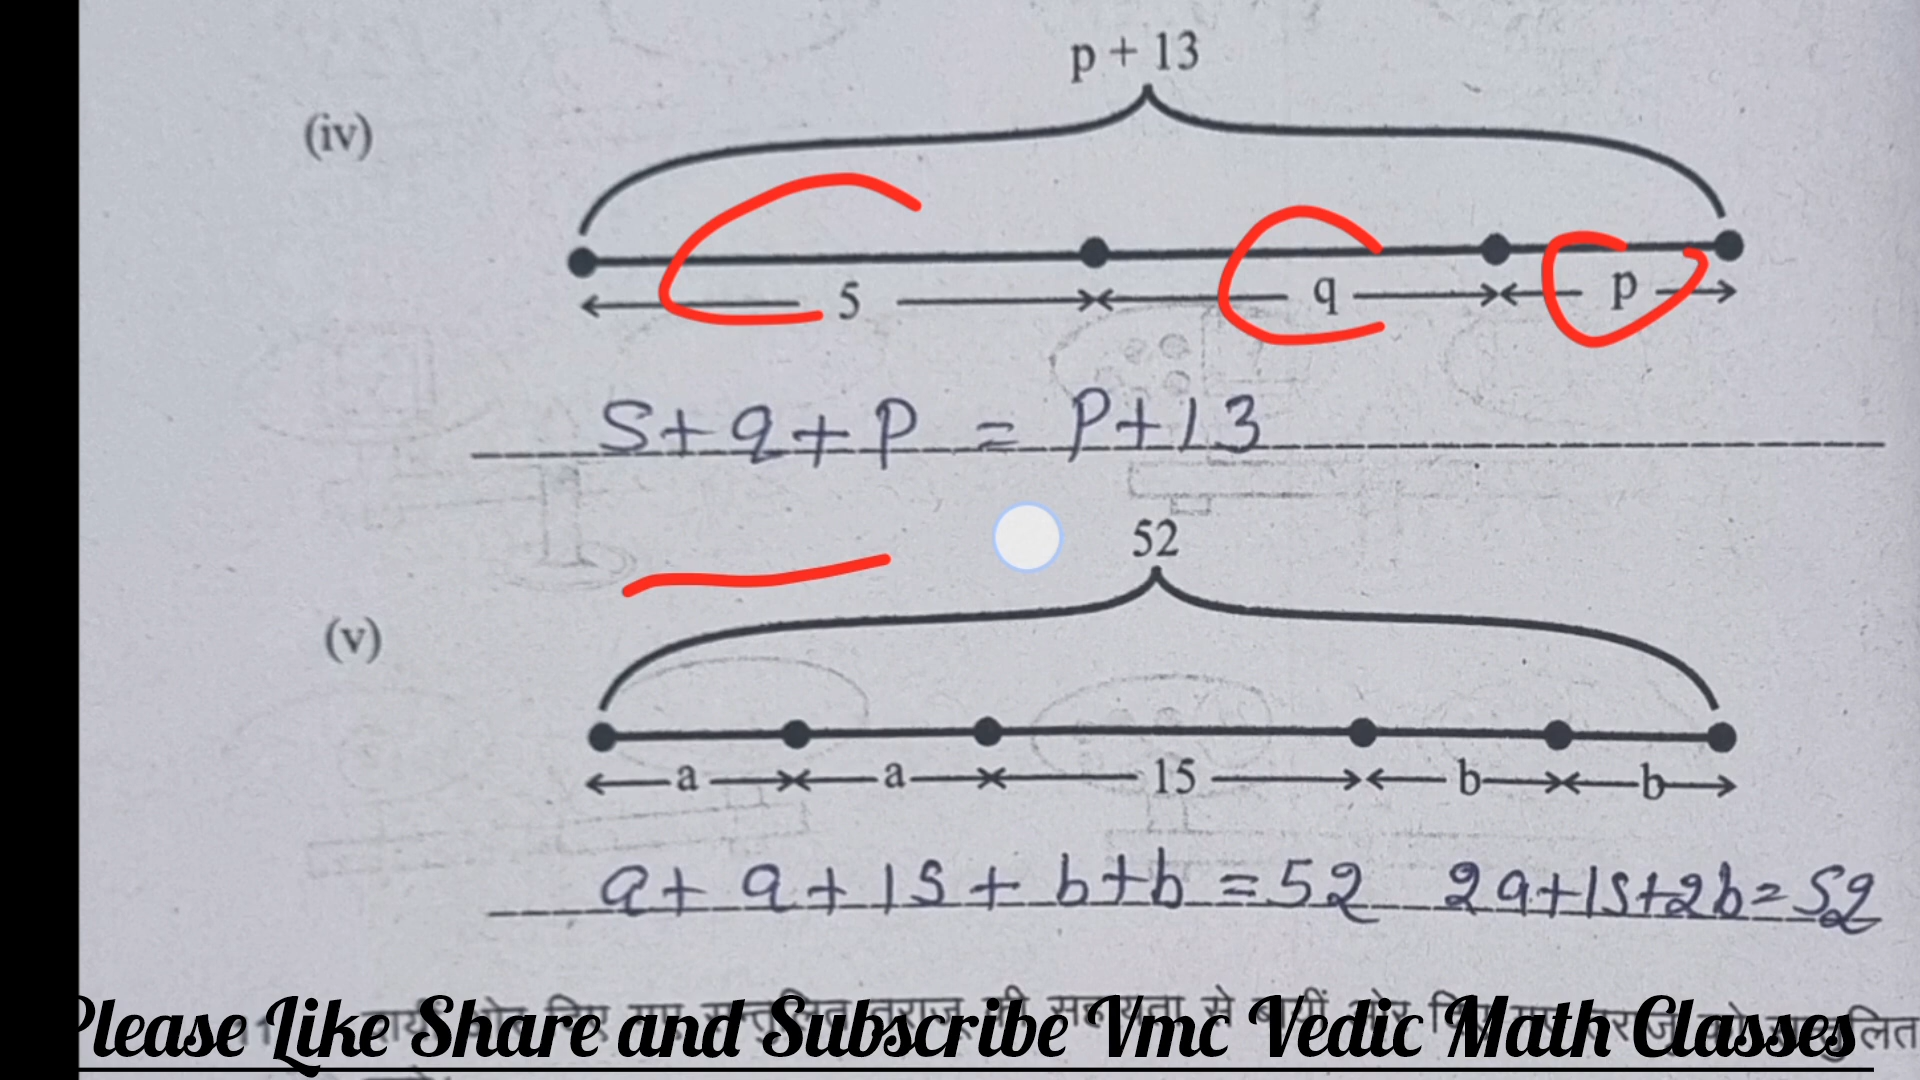 p + 13
(iv)
5 q p
5+q+p = p+13
52
(v)
a a 15 b b
a+a+15+b+b=52 2a+15+2b=52
Please Like Share and Subscribe Vmc Vedic Math Classes